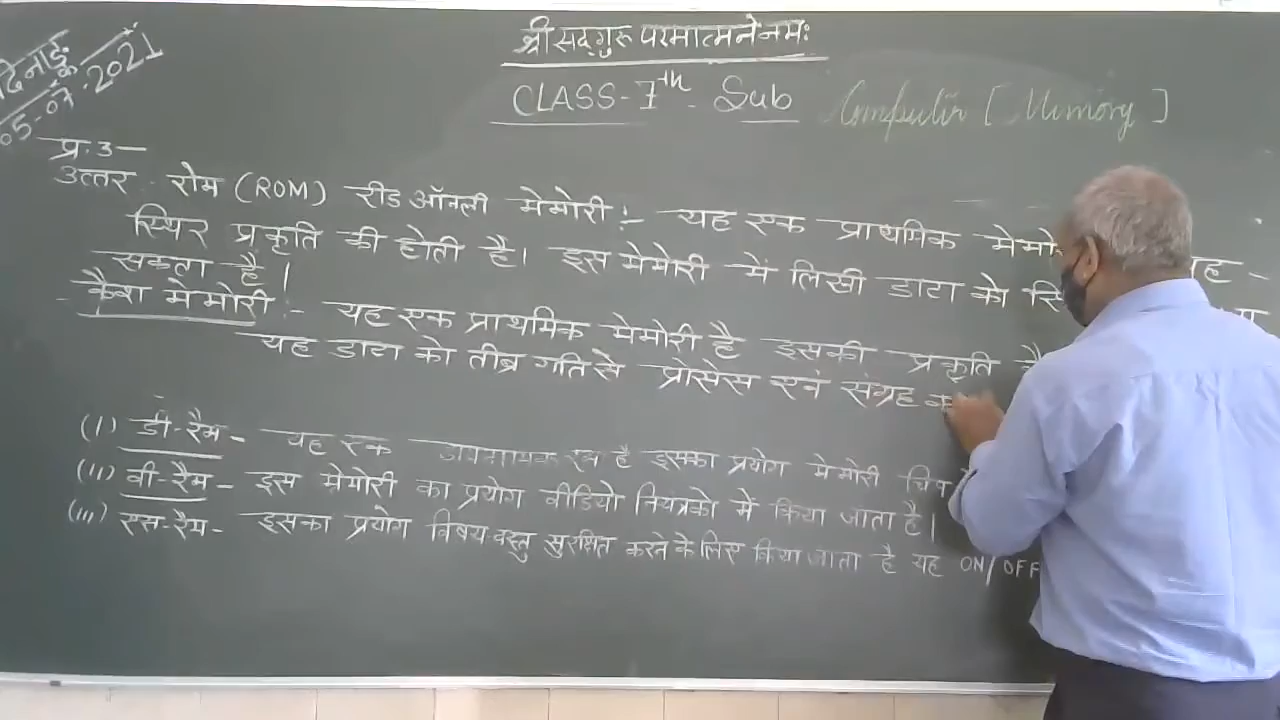 श्री सद्गुरु परमात्मने नमः
दिनाङ्कः
05.07.2021
CLASS-7th - Sub Computer [Memory]
प्र.3—
उत्तर - रोम (ROM) रीड ऑनली मेमोरी :- यह एक प्राथमिक मेमो
स्थिर प्रकृति की होती है। इस मेमोरी में लिखी डाटा को
सकता है।
कैवा मेमोरी :- यह एक प्राथमिक मेमोरी है इसकी प्रकृति
यह डाटा को तीब्र गति से प्रोसेस एवं संग्रह
(i) डी-रैम - यह एक है इसका प्रयोग मेमोरी चिप
(ii) वी-रैम - इस मेमोरी का प्रयोग वीडियो नियत्रको में किया जाता है।
(iii) एस-रैम - इसका प्रयोग विषय वस्तु सुरक्षित करने के लिए किया जाता है यह ON/OFF